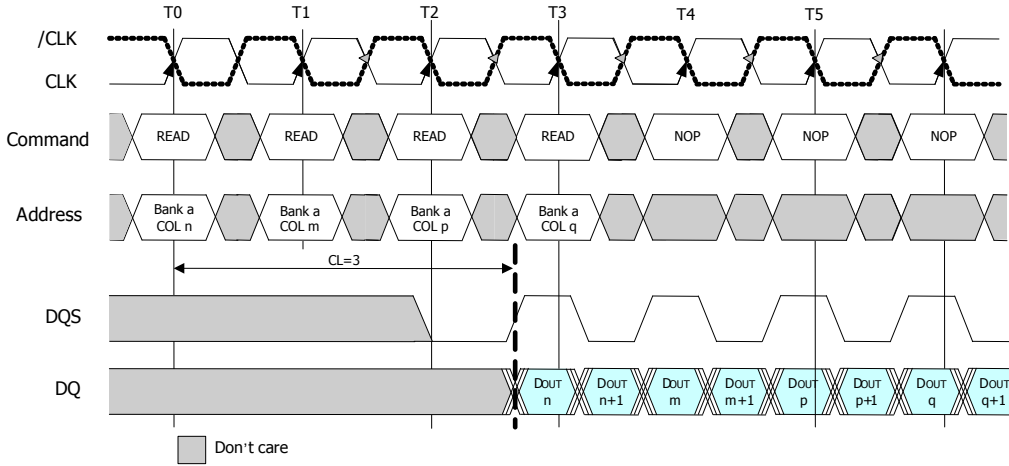 T0 T1 T2 T3 T4 T5
/CLK
CLK
Command READ READ READ READ NOP NOP NOP
Address
Bank a Bank a Bank a Bank a
COL n COL m COL p COL q
CL=3
DQS
DQ
DOUT DOUT DOUT DOUT DOUT DOUT DOUT DOUT
n n+1 m m+1 p p+1 q q+1
Don't care